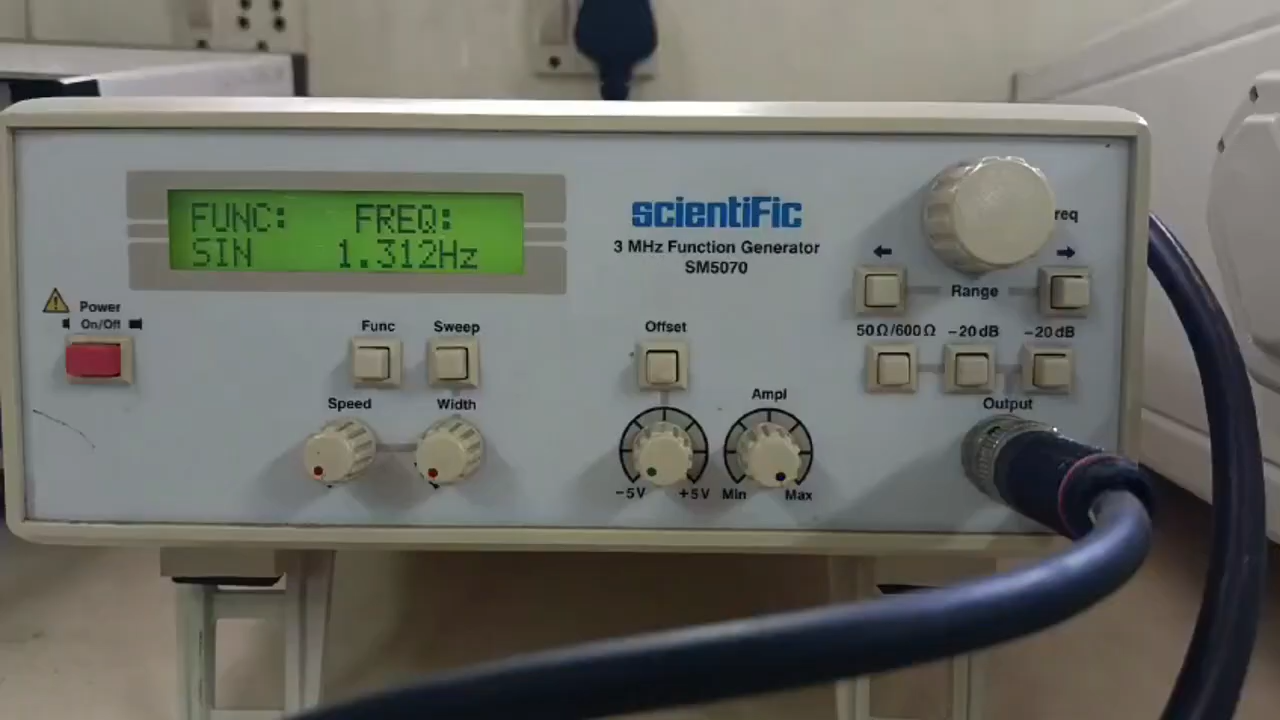 FUNC: FREQ:
SIN 1.312Hz
scientiFic
3 MHz Function Generator
SM5070
req
← →
Range
Power
On/Off
Func Sweep Offset
50Ω/600Ω -20dB -20dB
Speed Width Ampl Output
-5V +5V Min Max